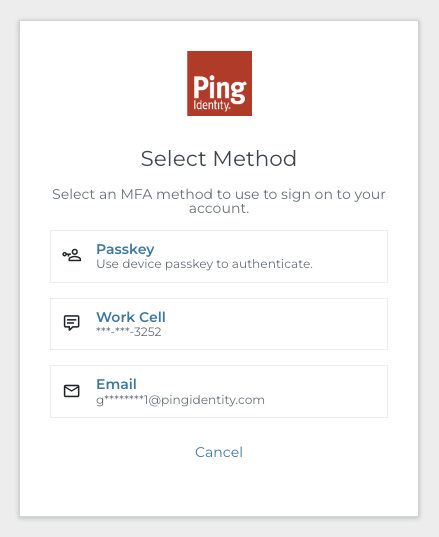 Ping
Identity.
Select Method
Select an MFA method to use to sign on to your
account.
Passkey
Use device passkey to authenticate.
Work Cell
***-***-3252
Email
g********1@pingidentity.com
Cancel